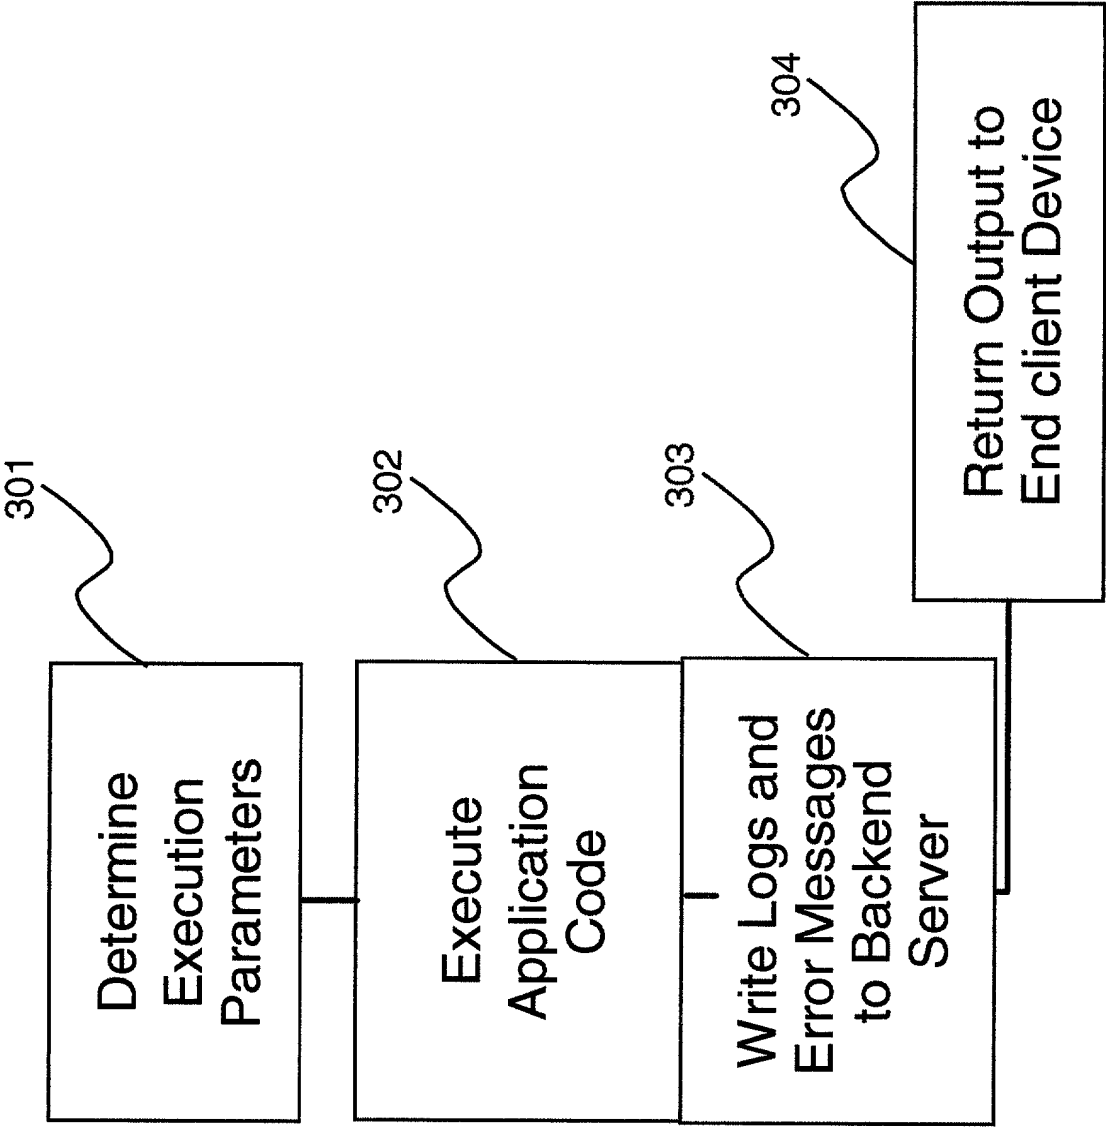 301
Determine
Execution
Parameters
302
Execute
Application
Code
303
Write Logs and
Error Messages
to Backend
Server
304
Return Output to
End client Device